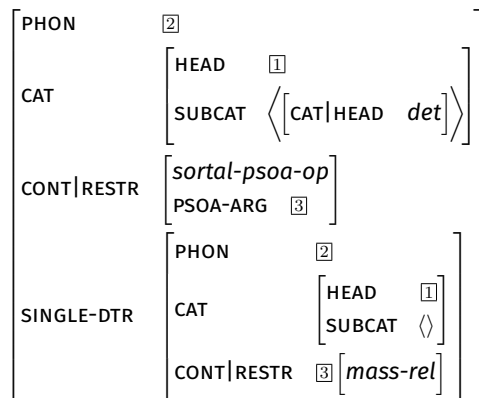 PHON 2
CAT HEAD 1
SUBCAT ⟨[CAT|HEAD det]⟩
CONT|RESTR sortal-psoa-op
PSOA-ARG 3
SINGLE-DTR PHON 2
CAT HEAD 1
SUBCAT ⟨⟩
CONT|RESTR 3 [mass-rel]